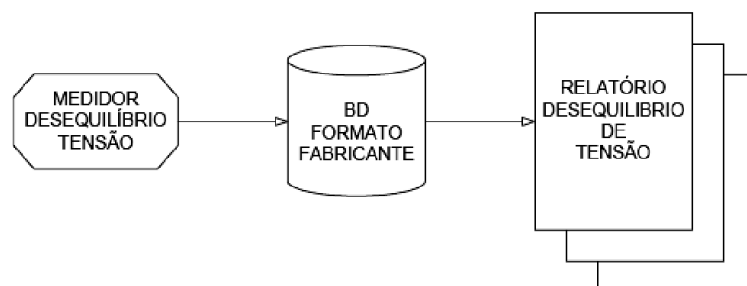 MEDIDOR
DESEQUILÍBRIO
TENSÃO
BD
FORMATO
FABRICANTE
RELATÓRIO
DESEQUILIBRIO
DE
TENSÃO